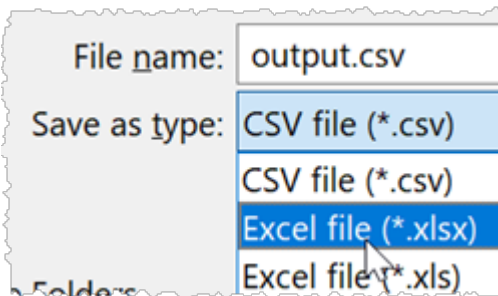 File name: output.csv
Save as type: CSV file (*.csv)
CSV file (*.csv)
Excel file (*.xlsx)
Folders Excel file (*.xls)